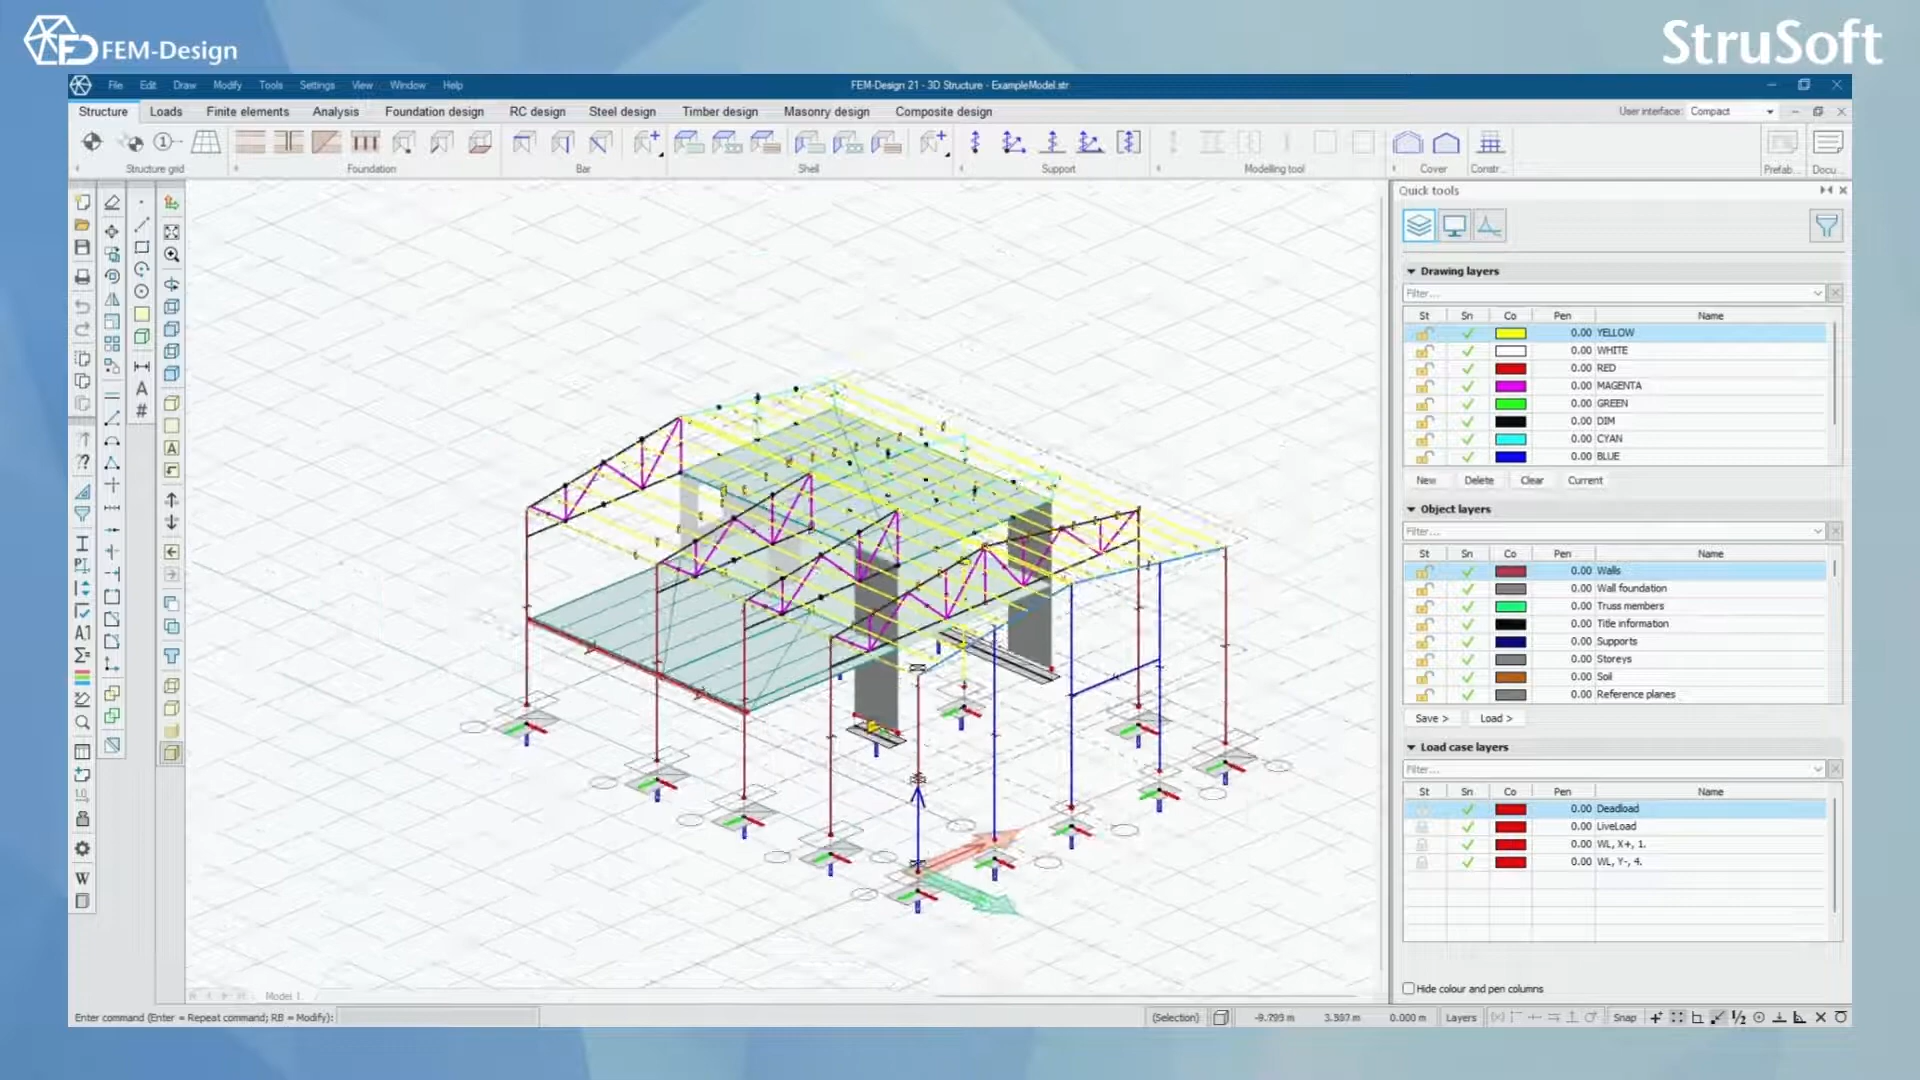 FEM-Design
StruSoft
File Edit Draw Modify Tools Settings View Window Help
FEM-Design 21 - 3D Structure - ExampleModel.str
Structure Loads Finite elements Analysis Foundation design RC design Steel design Timber design Masonry design Composite design
User interface: Compact
Structure grid Foundation Bar Shell Support Modelling tool Cover Constr... Prefab... Docu...
Quick tools
Drawing layers
Filter...
St Sn Co Pen Name
0.00 YELLOW
0.00 WHITE
0.00 RED
0.00 MAGENTA
0.00 GREEN
0.00 DIM
0.00 CYAN
0.00 BLUE
New Delete Clear Current
Object layers
Filter...
St Sn Co Pen Name
0.00 Walls
0.00 Wall foundation
0.00 Truss members
0.00 Title information
0.00 Supports
0.00 Storeys
0.00 Soil
0.00 Reference planes
Save > Load >
Load case layers
Filter...
St Sn Co Pen Name
0.00 Deadload
0.00 LiveLoad
0.00 WL, X+, 1.
0.00 WL, Y-, 4.
Hide colour and pen columns
Model 1
Enter command (Enter = Repeat command; RB = Modify):
(Selection) -9.793 m 3.597 m 0.000 m Layers Snap